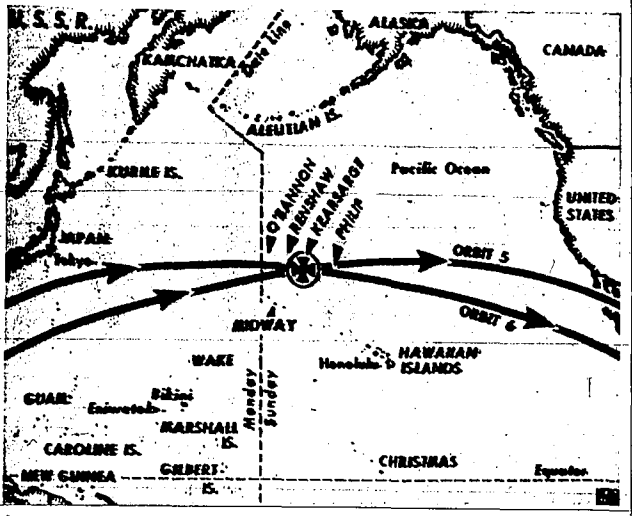 U. S. S. R.
ALASKA
CANADA
KAMCHATKA
Date Line
ALEUTIAN IS.
KURILE IS.
Pacific Ocean
UNITED
STATES
O'BANNON
RENSHAW
KEARSARGE
PHILIP
JAPAN
Tokyo
ORBIT 5
ORBIT 6
MIDWAY
WAKE
Honolulu
HAWAIIAN
ISLANDS
GUAM
Bikini
Eniwetok
Monday
Sunday
MARSHALL
IS.
CAROLINE IS.
GILBERT
IS.
CHRISTMAS
NEW GUINEA
Equator